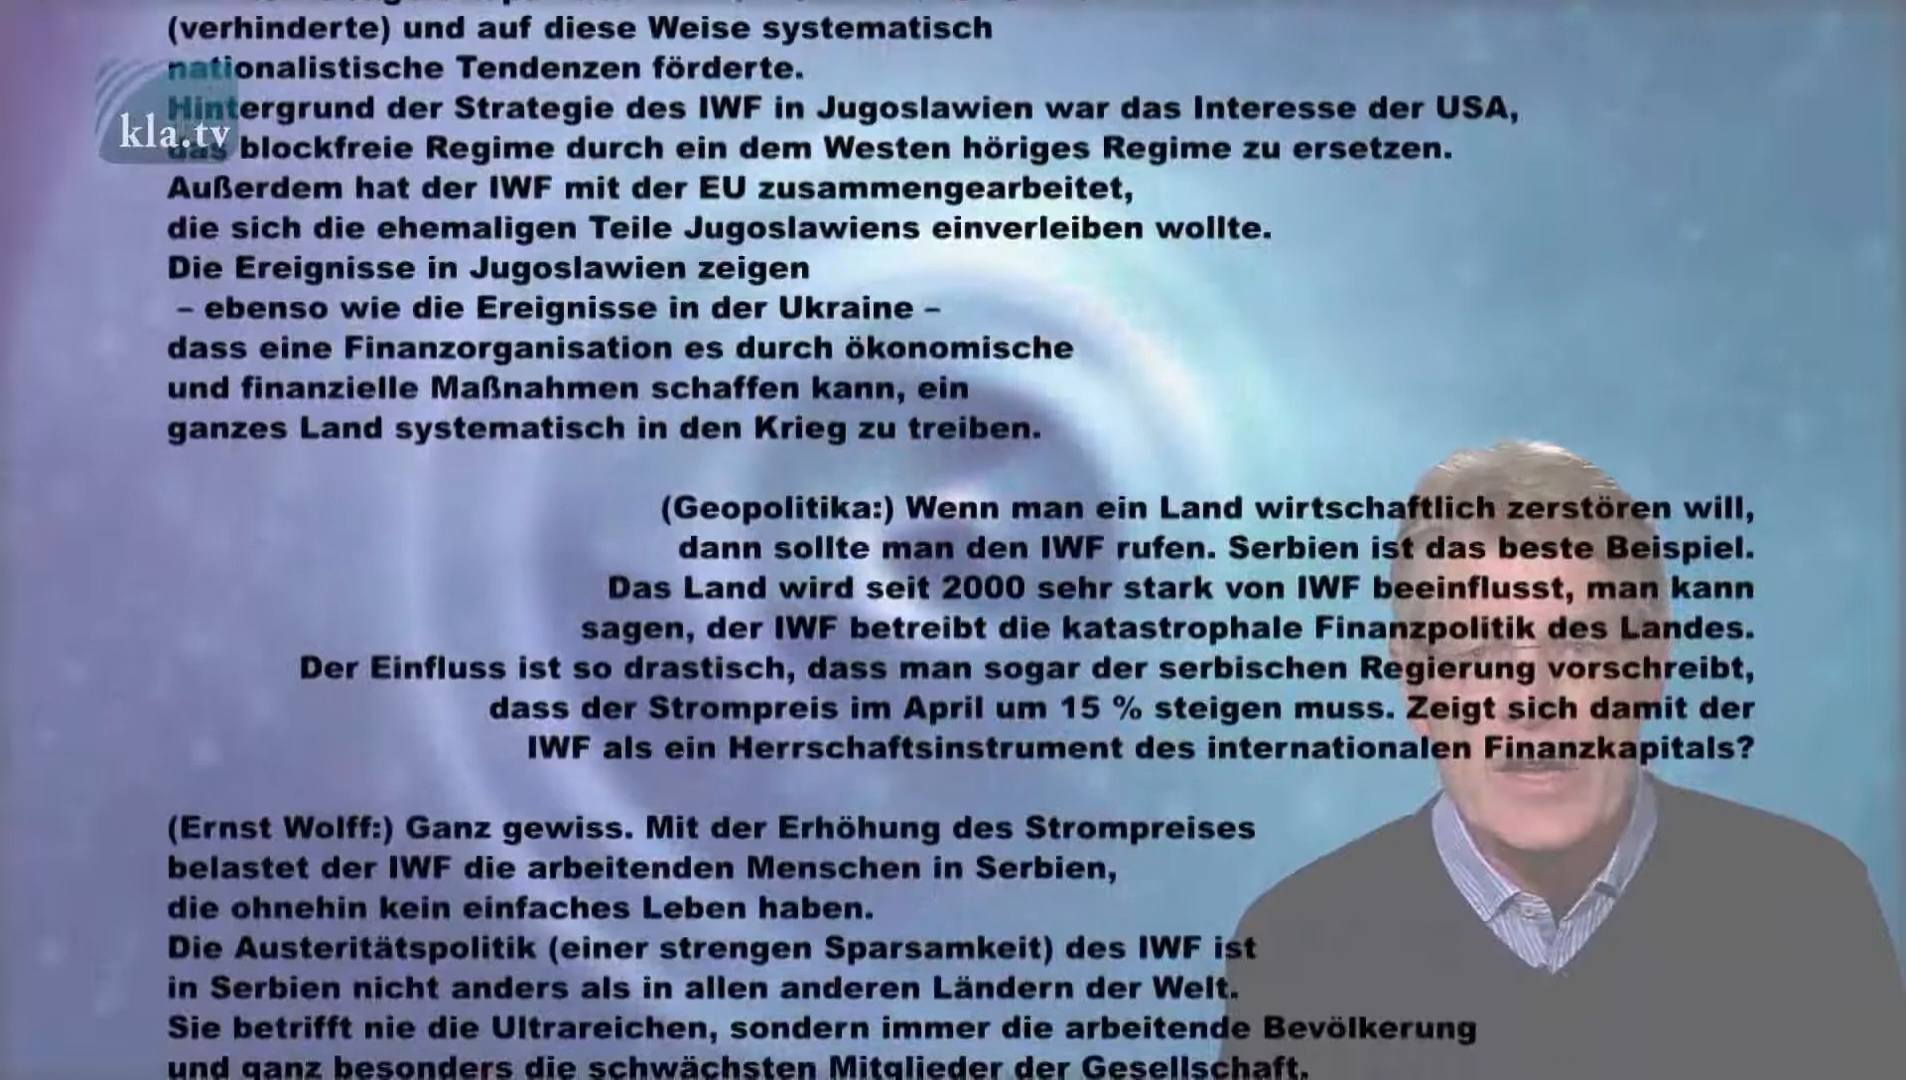 (verhinderte) und auf diese Weise systematisch
nationalistische Tendenzen förderte.
Hintergrund der Strategie des IWF in Jugoslawien war das Interesse der USA,
kla.tv
das blockfreie Regime durch ein dem Westen höriges Regime zu ersetzen.
Außerdem hat der IWF mit der EU zusammengearbeitet,
die sich die ehemaligen Teile Jugoslawiens einverleiben wollte.
Die Ereignisse in Jugoslawien zeigen
– ebenso wie die Ereignisse in der Ukraine –
dass eine Finanzorganisation es durch ökonomische
und finanzielle Maßnahmen schaffen kann, ein
ganzes Land systematisch in den Krieg zu treiben.
(Geopolitika:) Wenn man ein Land wirtschaftlich zerstören will,
dann sollte man den IWF rufen. Serbien ist das beste Beispiel.
Das Land wird seit 2000 sehr stark von IWF beeinflusst, man kann
sagen, der IWF betreibt die katastrophale Finanzpolitik des Landes.
Der Einfluss ist so drastisch, dass man sogar der serbischen Regierung vorschreibt,
dass der Strompreis im April um 15 % steigen muss. Zeigt sich damit der
IWF als ein Herrschaftsinstrument des internationalen Finanzkapitals?
(Ernst Wolff:) Ganz gewiss. Mit der Erhöhung des Strompreises
belastet der IWF die arbeitenden Menschen in Serbien,
die ohnehin kein einfaches Leben haben.
Die Austeritätspolitik (einer strengen Sparsamkeit) des IWF ist
in Serbien nicht anders als in allen anderen Ländern der Welt.
Sie betrifft nie die Ultrareichen, sondern immer die arbeitende Bevölkerung
und ganz besonders die schwächsten Mitglieder der Gesellschaft.